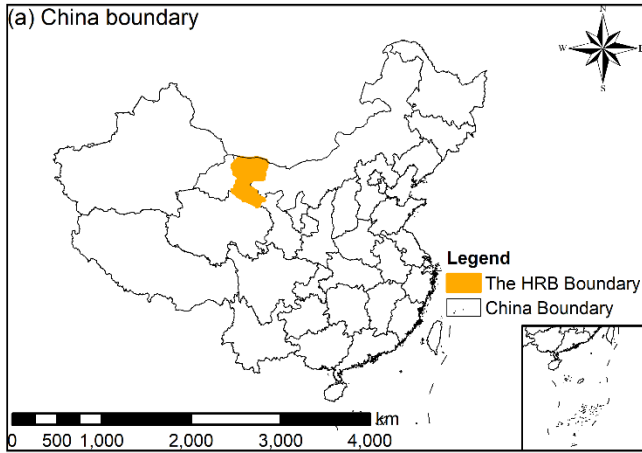 (a) China boundary
N
W
E
S
Legend
The HRB Boundary
China Boundary
km
0 500 1,000 2,000 3,000 4,000